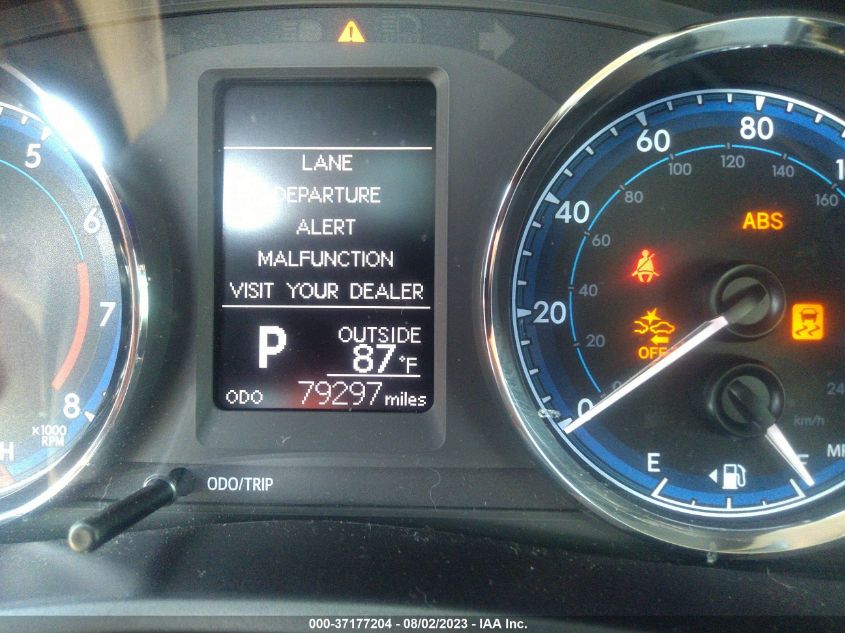 LANE
DEPARTURE
ALERT
MALFUNCTION
VISIT YOUR DEALER
P
OUTSIDE
87°F
ODO 79297 miles
ODO/TRIP
5
6
7
8
x1000
RPM
H
0
20
40
60
80
1
20
40
60
80
100
120
140
160
24
km/h
ABS
OFF
E
F
000-37177204 - 08/02/2023 - IAA Inc.